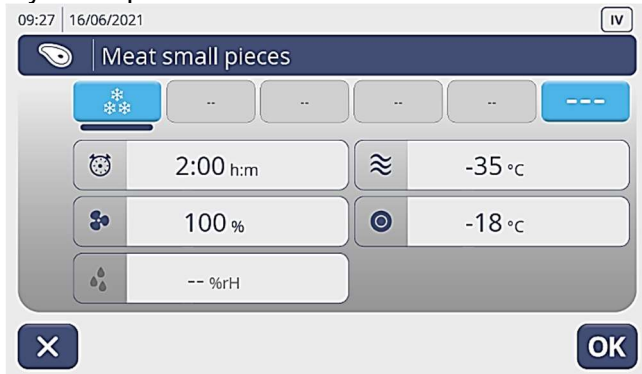 09:27 16/06/2021 IV
Meat small pieces
-- -- -- -- ---
2:00 h:m -35 °C
100 % -18 °C
-- %rH
OK